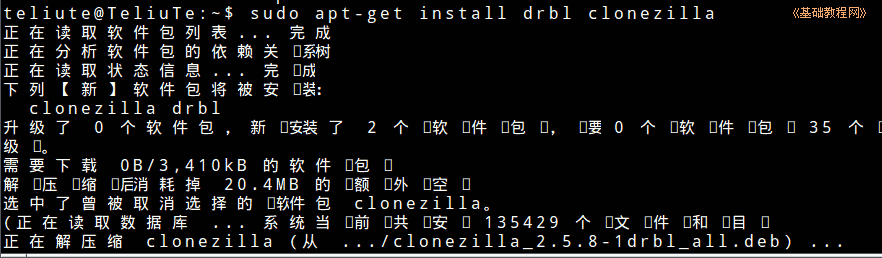 teliute@TeliuTe:~$ sudo apt-get install drbl clonezilla
《基础教程网》
正在读取软件包列表... 完成
正在分析软件包的依赖关系树
正在读取状态信息... 完成
下列【新】软件包将被安装:
clonezilla drbl
升级了 0 个软件包，新安装了 2 个软件包，要 0 个软件包 35 个
级。
需要下载 0B/3,410kB 的软件包
解压缩后消耗掉 20.4MB 的额外空
选中了曾被取消选择的软件包 clonezilla。
(正在读取数据库 ... 系统当前共安 135429 个文件和目
正在解压缩 clonezilla (从 .../clonezilla_2.5.8-1drbl_all.deb) ...